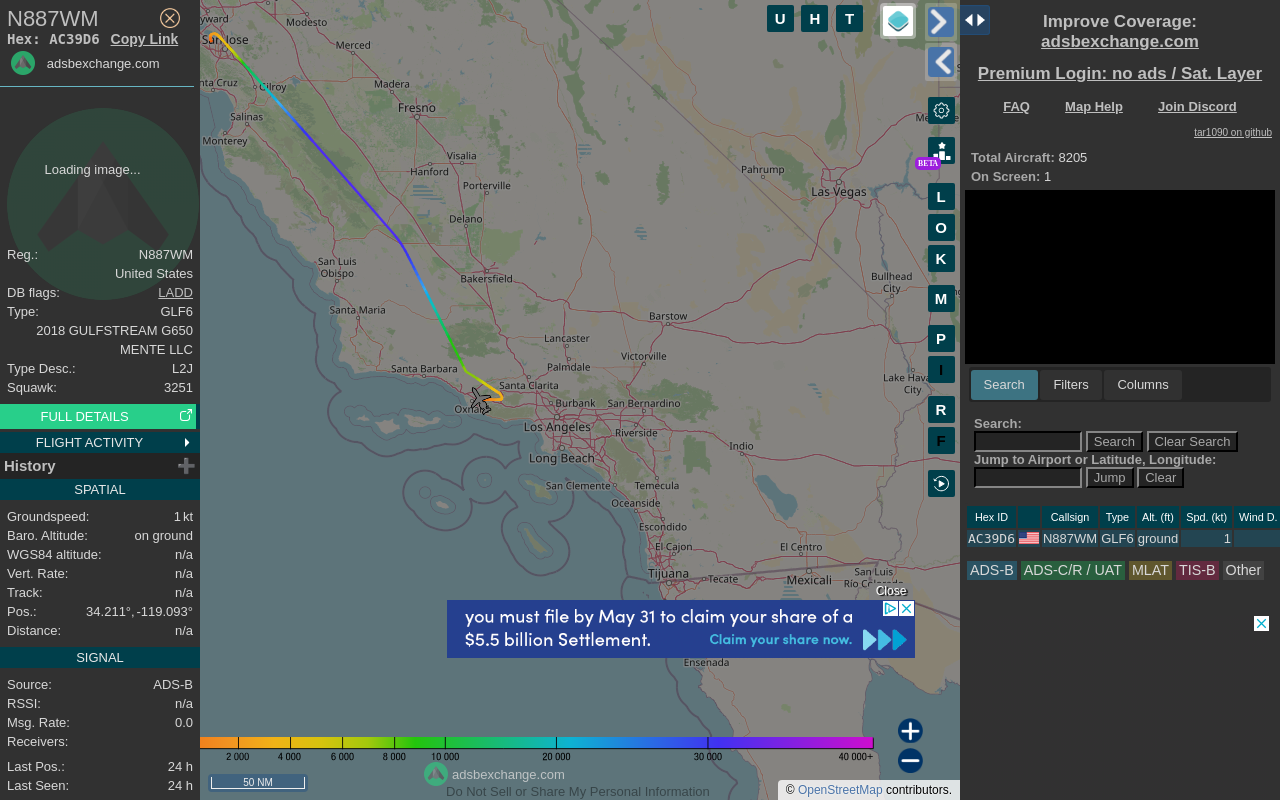 N887WM
Hex: AC39D6 Copy Link
adsbexchange.com
Loading image...
Reg.: N887WM
United States
DB flags: LADD
Type: GLF6
2018 GULFSTREAM G650
MENTE LLC
Type Desc.: L2J
Squawk: 3251
FULL DETAILS
FLIGHT ACTIVITY
History
SPATIAL
Groundspeed: 1 kt
Baro. Altitude: on ground
WGS84 altitude: n/a
Vert. Rate: n/a
Track: n/a
Pos.: 34.211°, -119.093°
Distance: n/a
SIGNAL
Source: ADS-B
RSSI: n/a
Msg. Rate: 0.0
Receivers:
Last Pos.: 24 h
Last Seen: 24 h
Modesto
San Jose
Merced
Gilroy
Madera
Fresno
Salinas
Monterey
Visalia
Hanford
Porterville
Pahrump
Las Vegas
Delano
San Luis
Obispo
Bakersfield
Bullhead
City
Santa Maria
Barstow
Lancaster
Victorville
Santa Barbara
Palmdale
Santa Clarita
Burbank
San Bernardino
Los Angeles
Riverside
Long Beach
Indio
San Clemente
Temecula
Oceanside
Escondido
El Cajon
El Centro
Tijuana
Tecate
Mexicali
San Luis
Ensenada
U H T
BETA
L
O
K
M
P
I
R
F
Close
you must file by May 31 to claim your share of a
$5.5 billion Settlement.
Claim your share now.
2 000 4 000 6 000 8 000 10 000 20 000 30 000 40 000+
50 NM
adsbexchange.com
Do Not Sell or Share My Personal Information
© OpenStreetMap contributors.
Improve Coverage:
adsbexchange.com
Premium Login: no ads / Sat. Layer
FAQ Map Help Join Discord
tar1090 on github
Total Aircraft: 8205
On Screen: 1
Search Filters Columns
Search:
Search Clear Search
Jump to Airport or Latitude, Longitude:
Jump Clear
Hex ID Callsign Type Alt. (ft) Spd. (kt) Wind D.
AC39D6 N887WM GLF6 ground 1
ADS-B ADS-C/R / UAT MLAT TIS-B Other